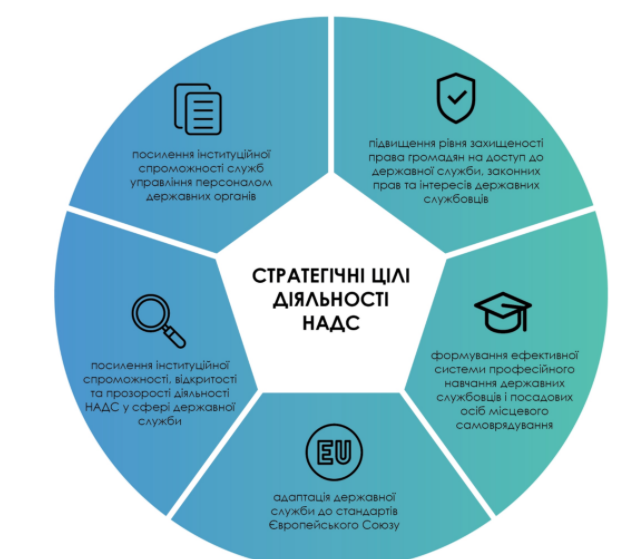 посилення інституційної
спроможності служб
управління персоналом
державних органів
підвищення рівня захищеності
права громадян на доступ до
державної служби, законних
прав та інтересів державних
службовців
СТРАТЕГІЧНІ ЦІЛІ
ДІЯЛЬНОСТІ
НАДС
посилення інституційної
спроможності, відкритості
та прозорості діяльності
НАДС у сфері державної
служби
формування ефективної
системи професійного
навчання державних
службовців і посадових
осіб місцевого
самоврядування
EU
адаптація державної
служби до стандартів
Європейського Союзу